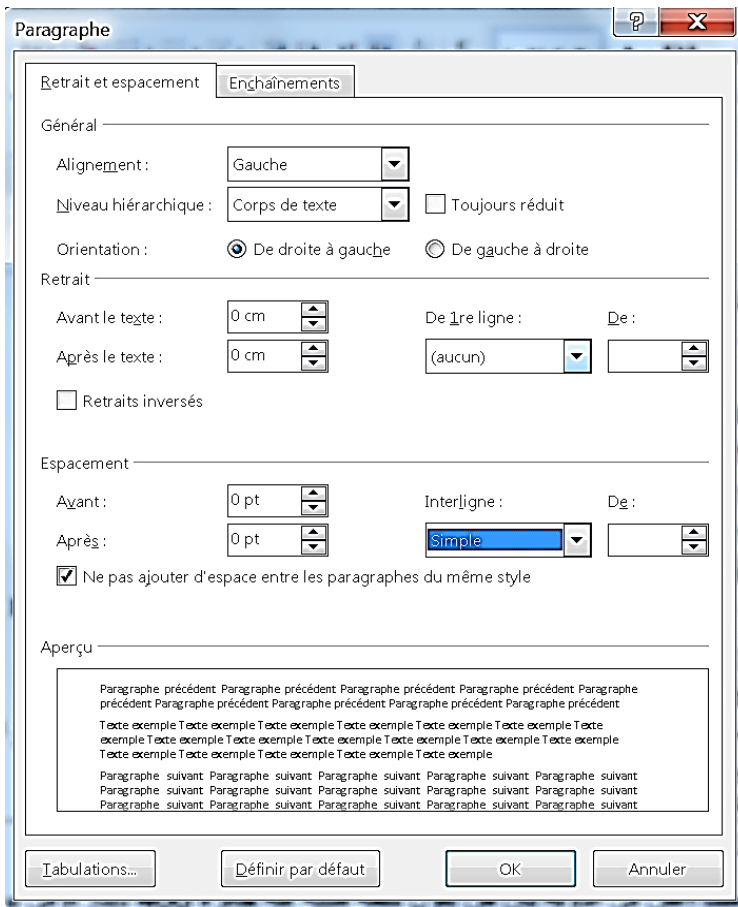 Paragraphe
Retrait et espacement
Enchaînements
Général
Alignement : Gauche
Niveau hiérarchique : Corps de texte Toujours réduit
Orientation : De droite à gauche De gauche à droite
Retrait
Avant le texte : 0 cm De 1re ligne : De :
Après le texte : 0 cm (aucun)
Retraits inversés
Espacement
Avant : 0 pt Interligne : De :
Après : 0 pt Simple
Ne pas ajouter d'espace entre les paragraphes du même style
Aperçu
Paragraphe précédent Paragraphe précédent Paragraphe précédent Paragraphe précédent Paragraphe
précédent Paragraphe précédent Paragraphe précédent Paragraphe précédent Paragraphe précédent
Texte exemple Texte exemple Texte exemple Texte exemple Texte exemple Texte exemple Texte
exemple Texte exemple Texte exemple Texte exemple Texte exemple Texte exemple Texte exemple
Texte exemple Texte exemple Texte exemple Texte exemple Texte exemple
Paragraphe suivant Paragraphe suivant Paragraphe suivant Paragraphe suivant Paragraphe suivant
Paragraphe suivant Paragraphe suivant Paragraphe suivant Paragraphe suivant Paragraphe suivant
Paragraphe suivant Paragraphe suivant Paragraphe suivant Paragraphe suivant Paragraphe suivant
Tabulations... Définir par défaut OK Annuler